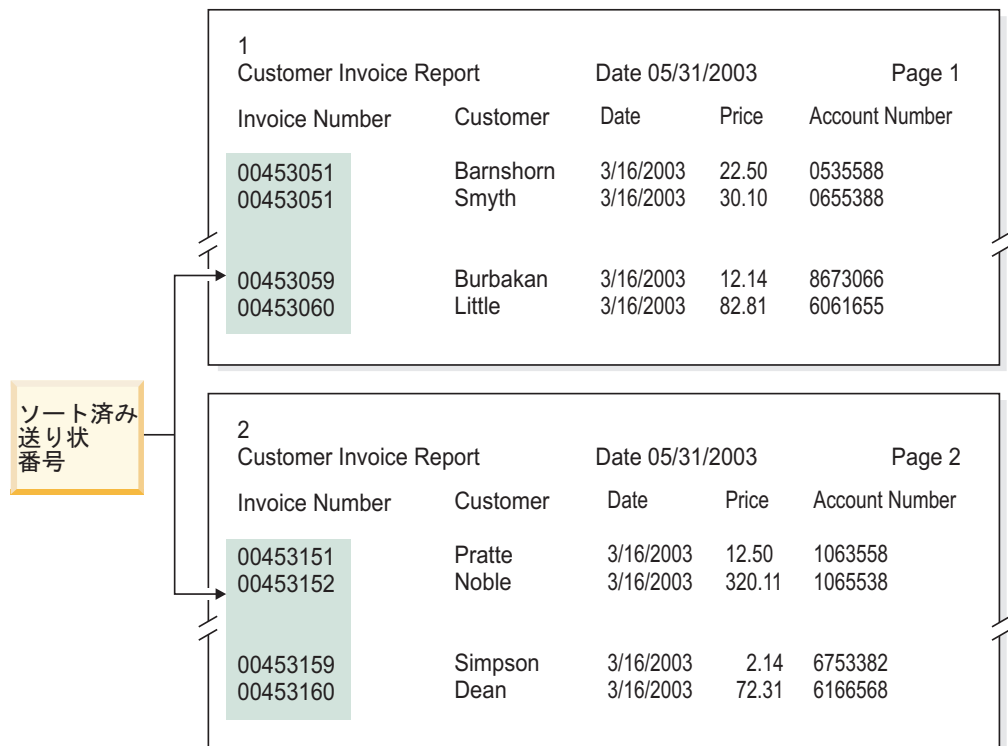 1
Customer Invoice Report Date 05/31/2003 Page 1
Invoice Number Customer Date Price Account Number
00453051 Barnshorn 3/16/2003 22.50 0535588
00453051 Smyth 3/16/2003 30.10 0655388
00453059 Burbakan 3/16/2003 12.14 8673066
00453060 Little 3/16/2003 82.81 6061655
ソート済み
送り状
番号
2
Customer Invoice Report Date 05/31/2003 Page 2
Invoice Number Customer Date Price Account Number
00453151 Pratte 3/16/2003 12.50 1063558
00453152 Noble 3/16/2003 320.11 1065538
00453159 Simpson 3/16/2003 2.14 6753382
00453160 Dean 3/16/2003 72.31 6166568